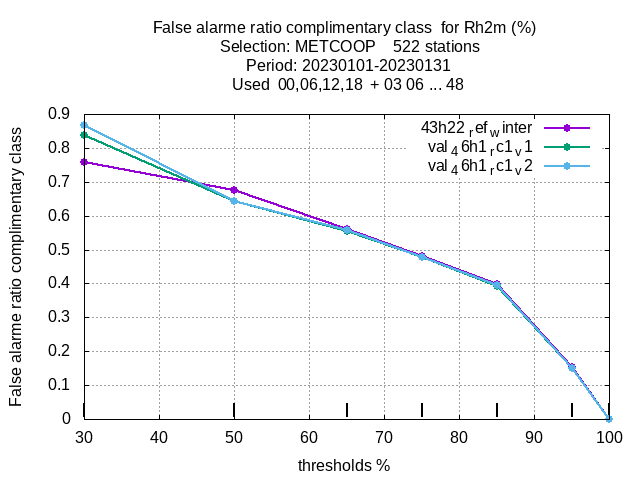 False alarme ratio complimentary class  for Rh2m (%)
Selection: METCOOP    522 stations
Period: 20230101-20230131
Used  00,06,12,18  + 03 06 ... 48
False alarme ratio complimentary class
0.9
0.8
0.7
0.6
0.5
0.4
0.3
0.2
0.1
0
43h22_ref_winter
val_46h1_rc1_v1
val_46h1_rc1_v2
30 40 50 60 70 80 90 100
thresholds %